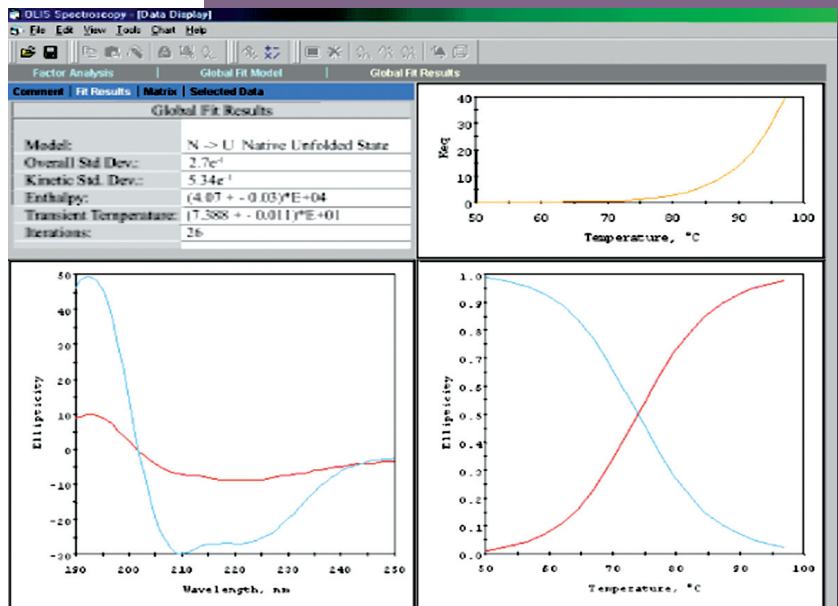 OLIS Spectroscopy - [Data Display]
File Edit View Tools Chart Help
Factor Analysis | Global Fit Model | Global Fit Results
Comment | Fit Results | Matrix | Selected Data
Global Fit Results
Model: N -> U Native Unfolded State
Overall Std Dev.: 2.7e⁻¹
Kinetic Std. Dev.: 5.34e⁻¹
Enthalpy: (4.07 + - 0.03)*E+04
Transient Temperature: (7.388 + - 0.011)*E+01
Iterations: 26
Keq
40
30
20
10
0
50 60 70 80 90 100
Temperature, °C
Ellipticity
50
40
30
20
10
0
-10
-20
-30
190 200 210 220 230 240 250
Wavelength, nm
Ellipticity
1.0
0.9
0.8
0.7
0.6
0.5
0.4
0.3
0.2
0.1
0.0
50 60 70 80 90 100
Temperature, °C